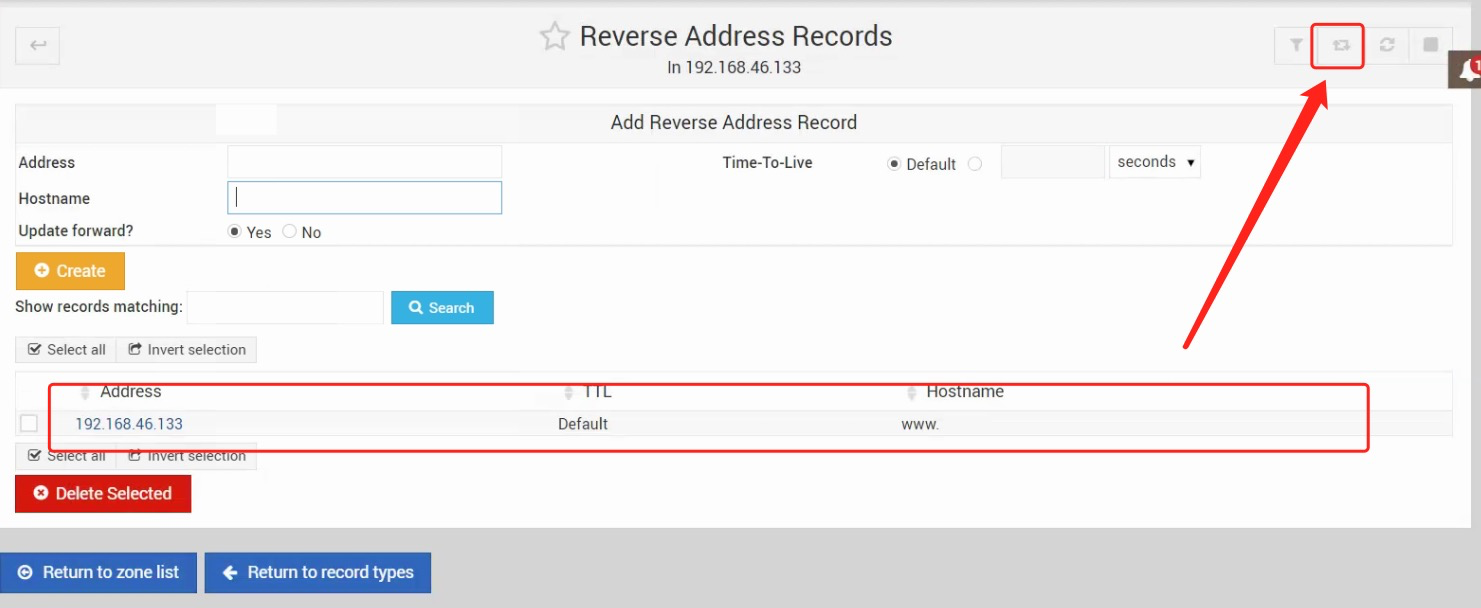 Reverse Address Records
In 192.168.46.133
1
Add Reverse Address Record
Address
Time-To-Live Default seconds
Hostname
Update forward? Yes No
Create
Show records matching: Search
Select all Invert selection
Address TTL Hostname
192.168.46.133 Default www.
Select all Invert selection
Delete Selected
Return to zone list Return to record types